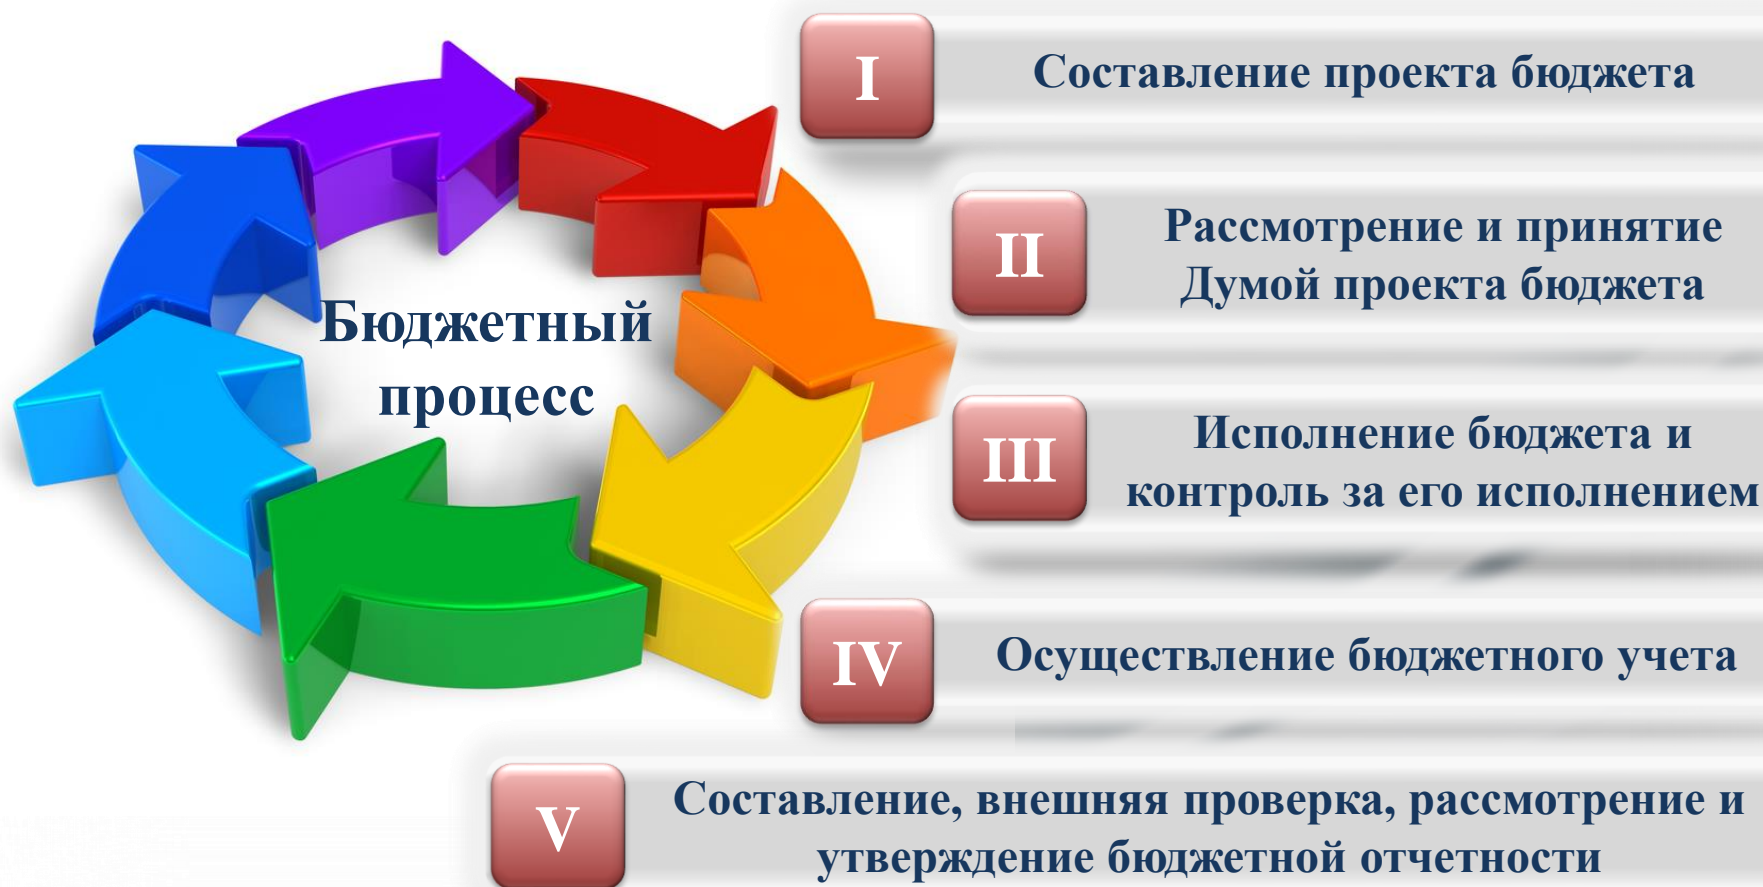 Бюджетный
процесс
I
Составление проекта бюджета
II
Рассмотрение и принятие
Думой проекта бюджета
III
Исполнение бюджета и
контроль за его исполнением
IV
Осуществление бюджетного учета
V
Составление, внешняя проверка, рассмотрение и
утверждение бюджетной отчетности